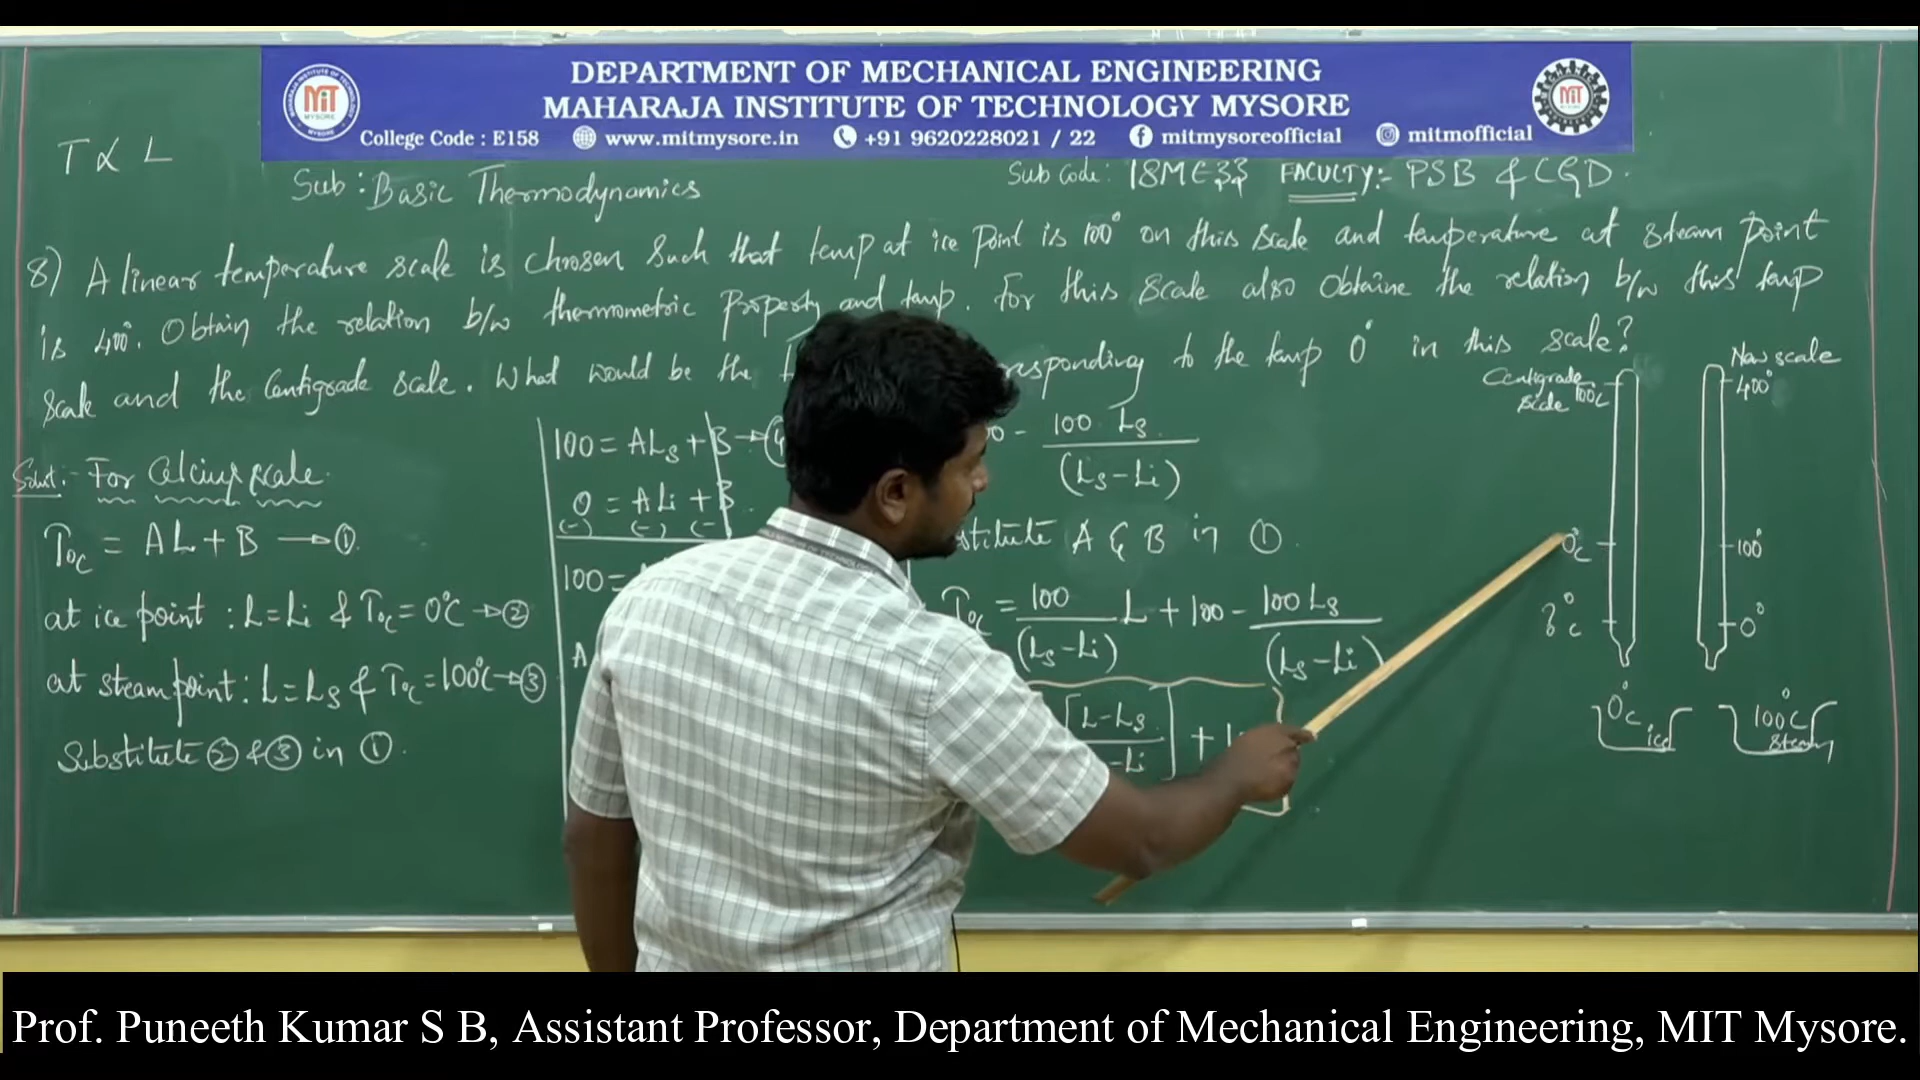 DEPARTMENT OF MECHANICAL ENGINEERING
MAHARAJA INSTITUTE OF TECHNOLOGY MYSORE
College Code : E158 www.mitmysore.in +91 9620228021 / 22 mitmysoreofficial mitmofficial
MIT
MYSORE
MIT
T ∝ L
Sub : Basic Thermodynamics
Sub Code: 18ME33 FACULTY:- PSB & CGD.
8) A linear temperature scale is chosen such that temp at ice point is 100° on this scale and temperature at steam point
is 400°. Obtain the relation b/w thermometric property and temp. For this scale also obtaine the relation b/w this temp
scale and the Centigrade scale. What would be the responding to the temp 0° in this scale?
Solut:- For Celcius scale.
T°c = AL + B → ①
at ice point : L = Li & T°c = 0°C → ②
at steam point : L = Ls & T°c = 100°C → ③
Substitute ② & ③ in ①.
100 = ALs + B →
0 = ALi + B
(-) (-) (-)
100 =
A
- 100 Ls / (Ls - Li)
stitute A & B in ①.
T°c = 100 / (Ls - Li) L + 100 - 100 Ls / (Ls - Li)
[L - Ls / - Li] +
Centigrade scale
100°C
0°C
?°C
New scale
400°
100°
0°
0°C ice
100°C steam
Prof. Puneeth Kumar S B, Assistant Professor, Department of Mechanical Engineering, MIT Mysore.